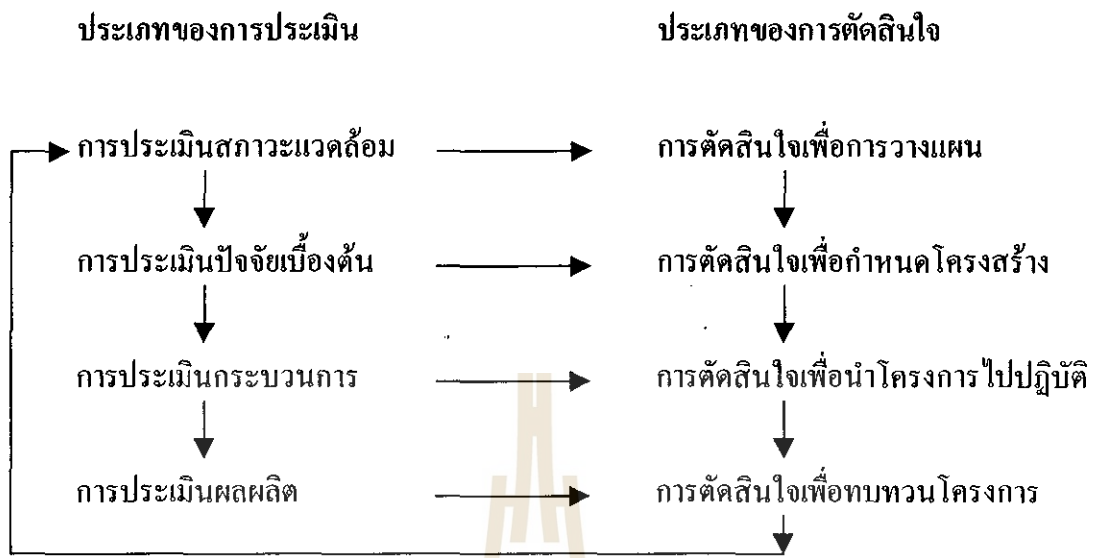 ประเภทของการประเมิน ประเภทของการตัดสินใจ
การประเมินสภาวะแวดล้อม การตัดสินใจเพื่อการวางแผน
การประเมินปัจจัยเบื้องต้น การตัดสินใจเพื่อกำหนดโครงสร้าง
การประเมินกระบวนการ การตัดสินใจเพื่อนำโครงการไปปฏิบัติ
การประเมินผลผลิต การตัดสินใจเพื่อทบทวนโครงการ